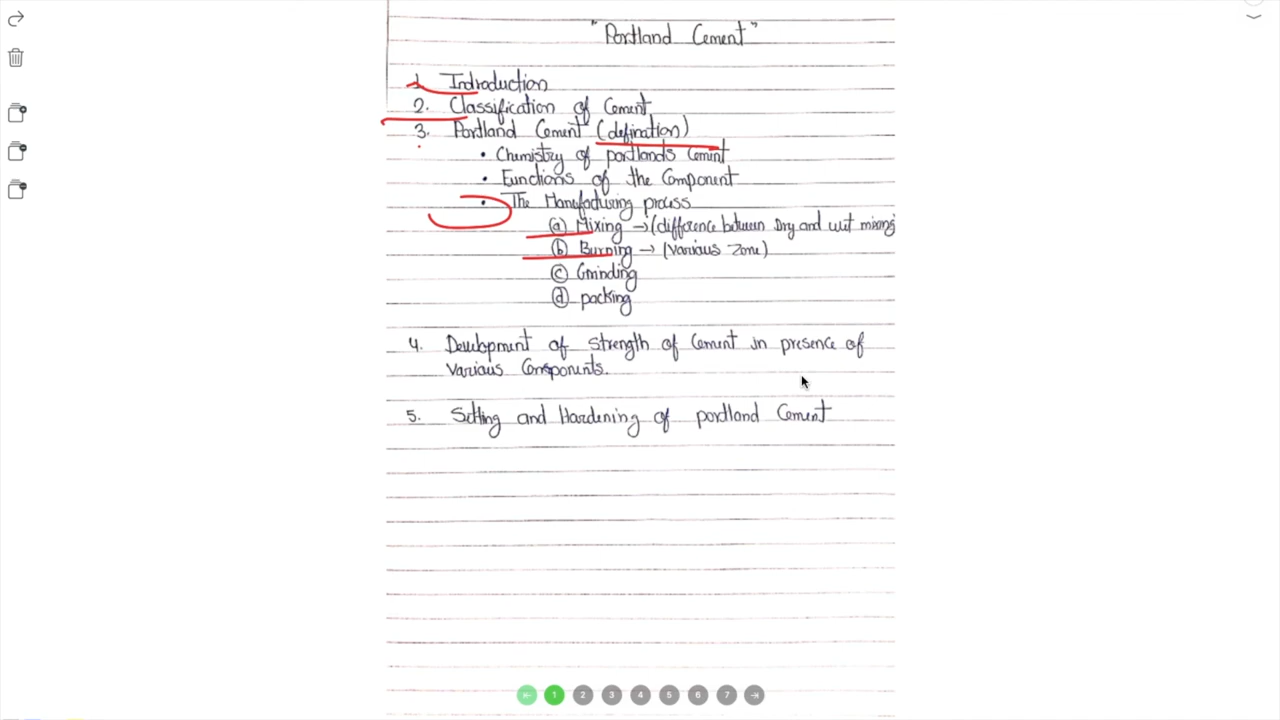 "Portland Cement"
1. Introduction
2. Classification of Cement
3. Portland Cement (defination)
• Chemistry of portlands Cement
• Functions of the Component
• The Manufacturing process
(a) Mixing → (difference between Dry and wet mixing
(b) Burning → (various zone)
(c) Grinding
(d) packing
4. Development of strength of Cement in presence of
various Components.
5. Setting and Hardening of portland Cement
1 2 3 4 5 6 7